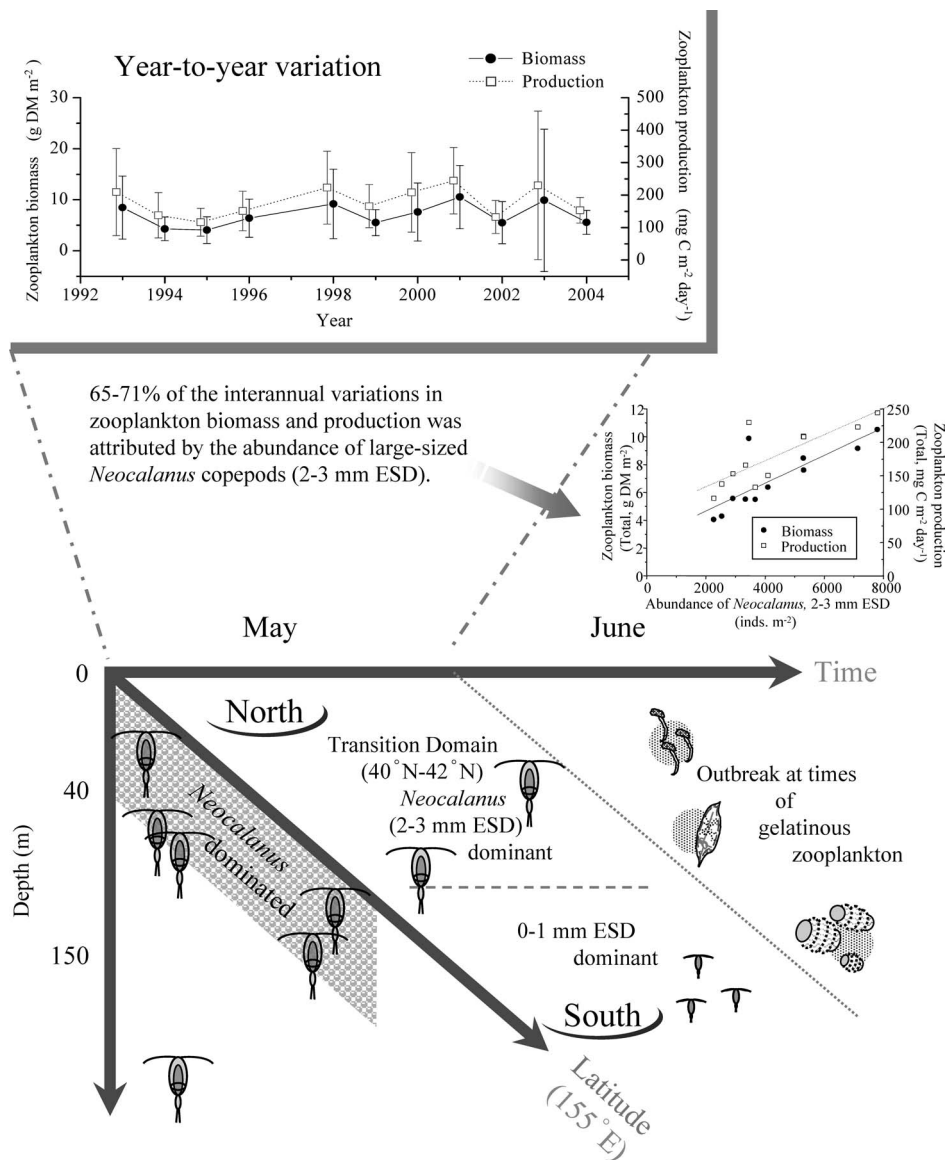 Year-to-year variation
Biomass
Production
Zooplankton biomass
(g DM m⁻²)
30
20
10
0
500
400
300
200
100
0
Zooplankton production
(mg C m⁻² day⁻¹)
1992
1994
1996
1998
2000
2002
2004
Year
65-71% of the interannual variations in
zooplankton biomass and production was
attributed by the abundance of large-sized
Neocalanus copepods (2-3 mm ESD).
Zooplankton biomass
(Total, g DM m⁻²)
12
10
8
6
4
2
0
250
200
150
100
50
0
Zooplankton production
(Total, mg C m⁻² day⁻¹)
Biomass
Production
0
2000
4000
6000
8000
Abundance of Neocalanus, 2-3 mm ESD
(inds. m⁻²)
May
June
0
Time
North
Transition Domain
(40°N-42°N)
Neocalanus
(2-3 mm ESD)
dominant
Outbreak at times
of
gelatinous
zooplankton
40
Depth (m)
150
Neocalanus
dominated
0-1 mm ESD
dominant
South
Latitude
(155°E)